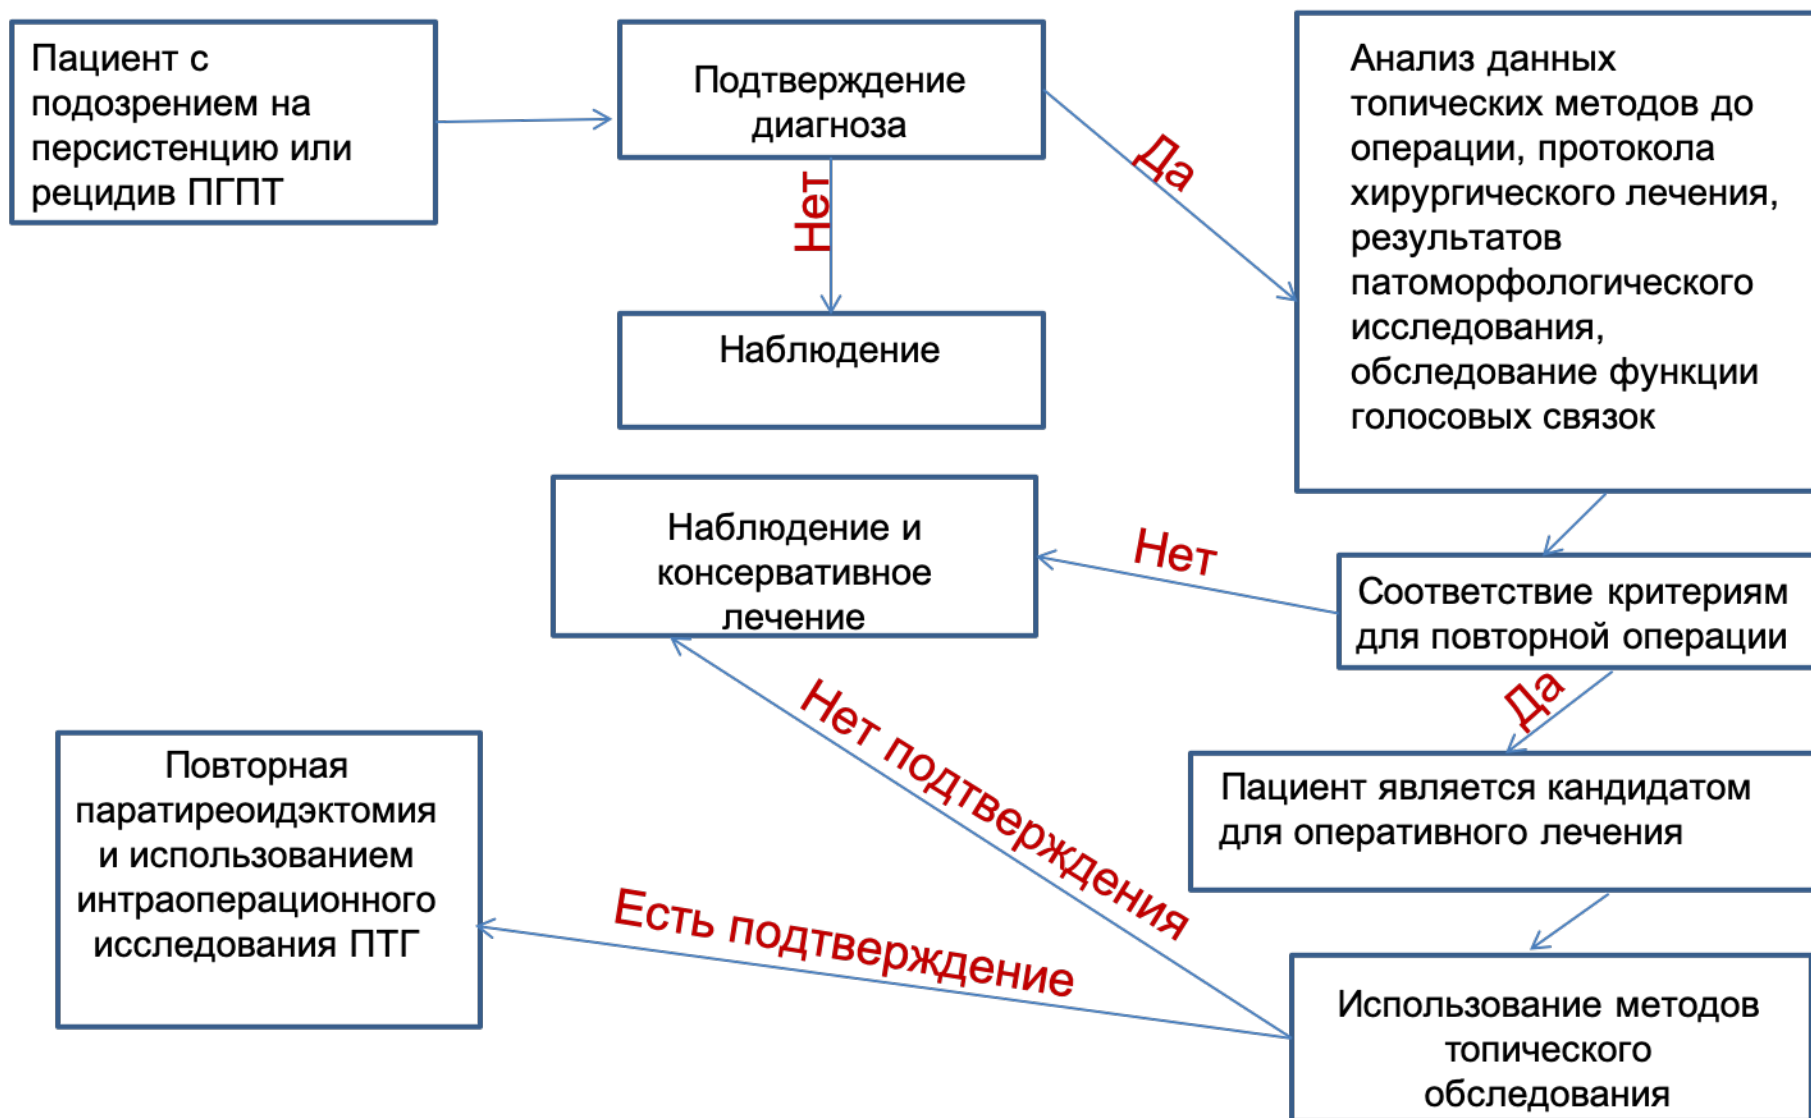 Пациент с
подозрением на
персистенцию или
рецидив ПГПТ
Подтверждение
диагноза
Да
Нет
Анализ данных
топических методов до
операции, протокола
хирургического лечения,
результатов
патоморфологического
исследования,
обследование функции
голосовых связок
Наблюдение
Соответствие критериям
для повторной операции
Нет
Наблюдение и
консервативное
лечение
Да
Пациент является кандидатом
для оперативного лечения
Использование методов
топического
обследования
Нет подтверждения
Есть подтверждение
Повторная
паратиреоидэктомия
и использованием
интраоперационного
исследования ПТГ